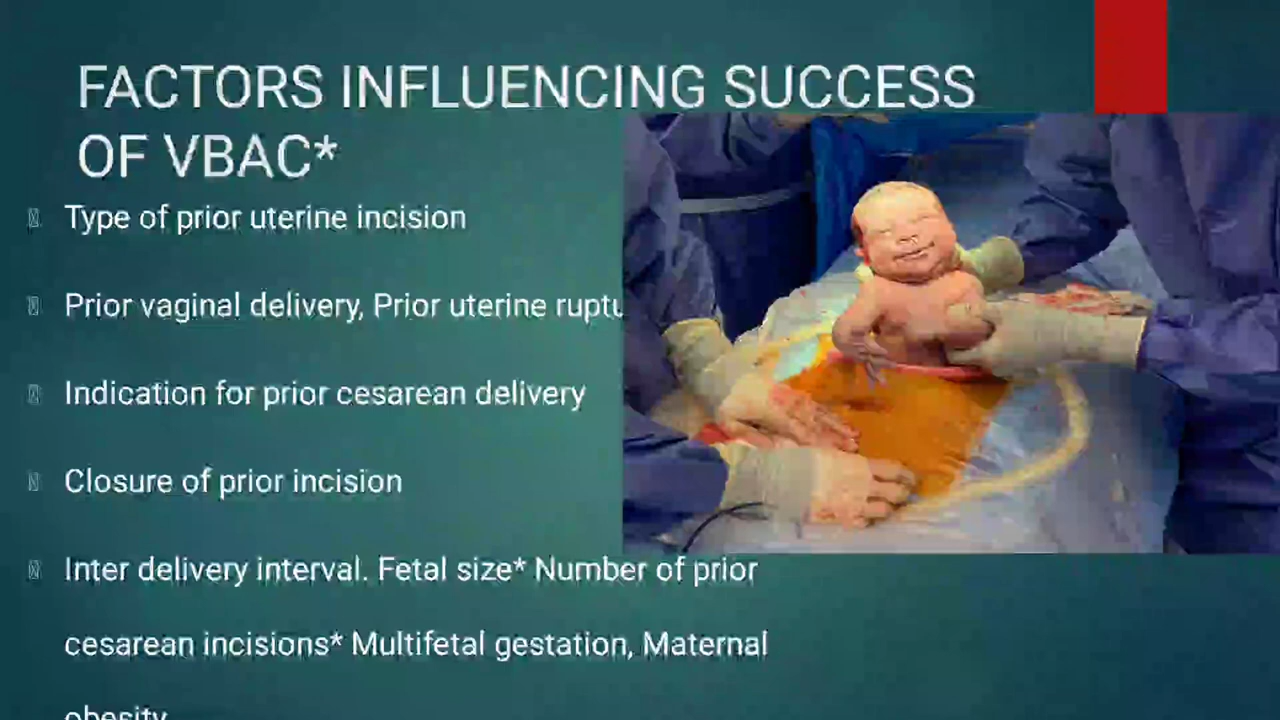 FACTORS INFLUENCING SUCCESS
OF VBAC*
Type of prior uterine incision
Prior vaginal delivery, Prior uterine ruptu
Indication for prior cesarean delivery
Closure of prior incision
Inter delivery interval. Fetal size* Number of prior
cesarean incisions* Multifetal gestation, Maternal
obesity